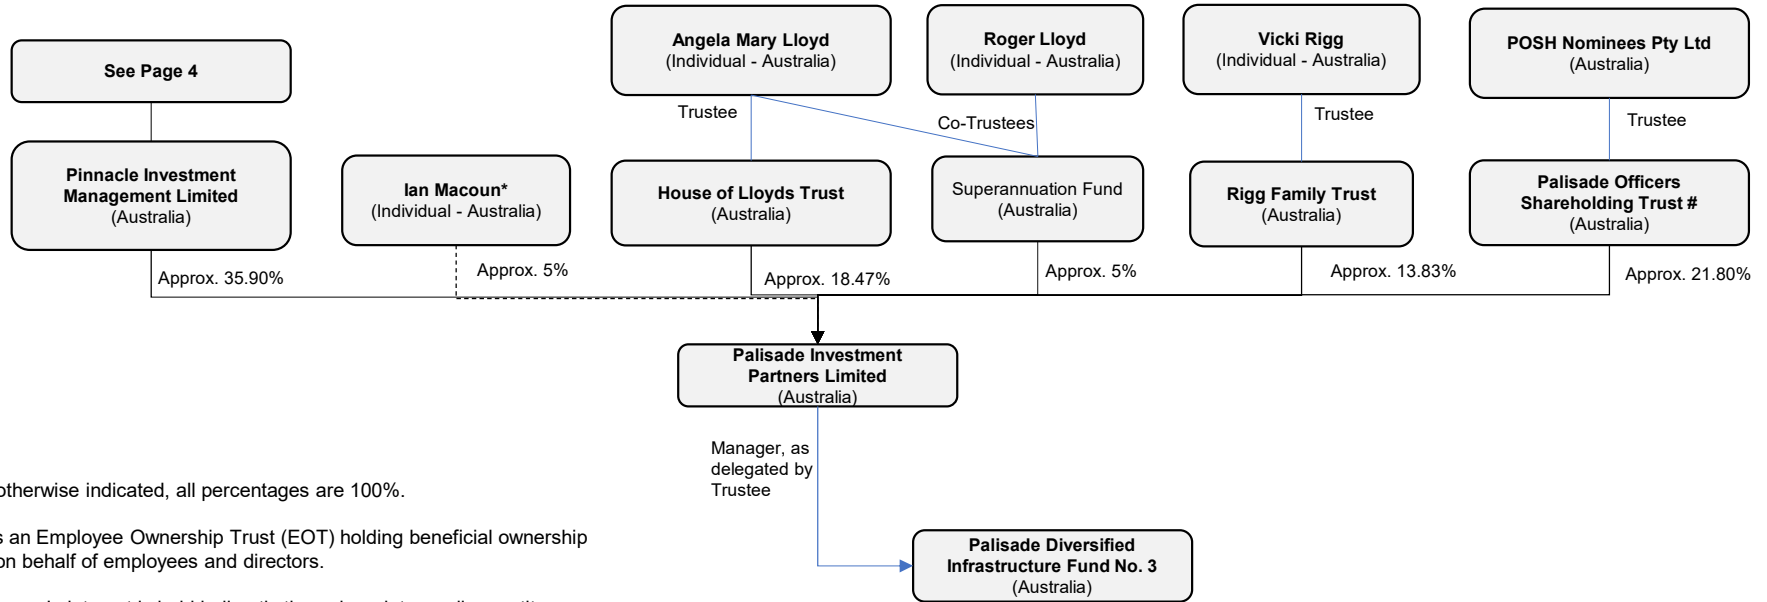 Angela Mary Lloyd
(Individual - Australia)
Roger Lloyd
(Individual - Australia)
Vicki Rigg
(Individual - Australia)
POSH Nominees Pty Ltd
(Australia)
See Page 4
Trustee
Co-Trustees
Trustee
Trustee
Pinnacle Investment
Management Limited
(Australia)
Ian Macoun*
(Individual - Australia)
House of Lloyds Trust
(Australia)
Superannuation Fund
(Australia)
Rigg Family Trust
(Australia)
Palisade Officers
Shareholding Trust #
(Australia)
Approx. 35.90%
Approx. 5%
Approx. 18.47%
Approx. 5%
Approx. 13.83%
Approx. 21.80%
Palisade Investment
Partners Limited
(Australia)
Manager, as
delegated by
Trustee
otherwise indicated, all percentages are 100%.
an Employee Ownership Trust (EOT) holding beneficial ownership
on behalf of employees and directors.
Palisade Diversified
Infrastructure Fund No. 3
(Australia)